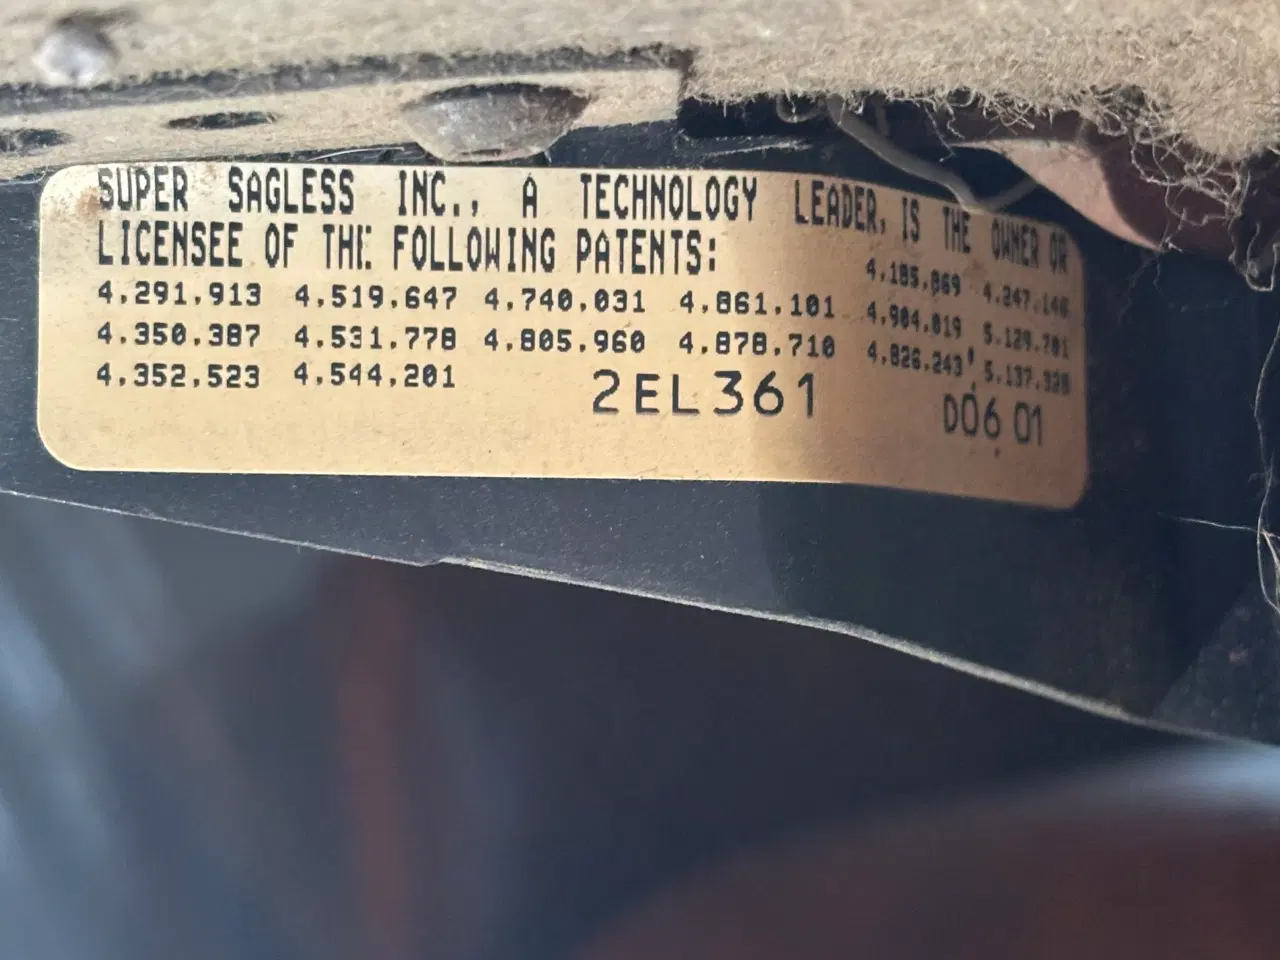 SUPER SAGLESS INC., A TECHNOLOGY LEADER, IS THE OWNER OR
LICENSEE OF THE FOLLOWING PATENTS:
4,291,913 4,519,647 4,740,031 4,861,101 4,185,869 4,247,146
4,350,387 4,531,778 4,805,960 4,878,710 4,904,019 5,129,701
4,352,523 4,544,201 4,826,243 5,137,328
2EL361 D06 01